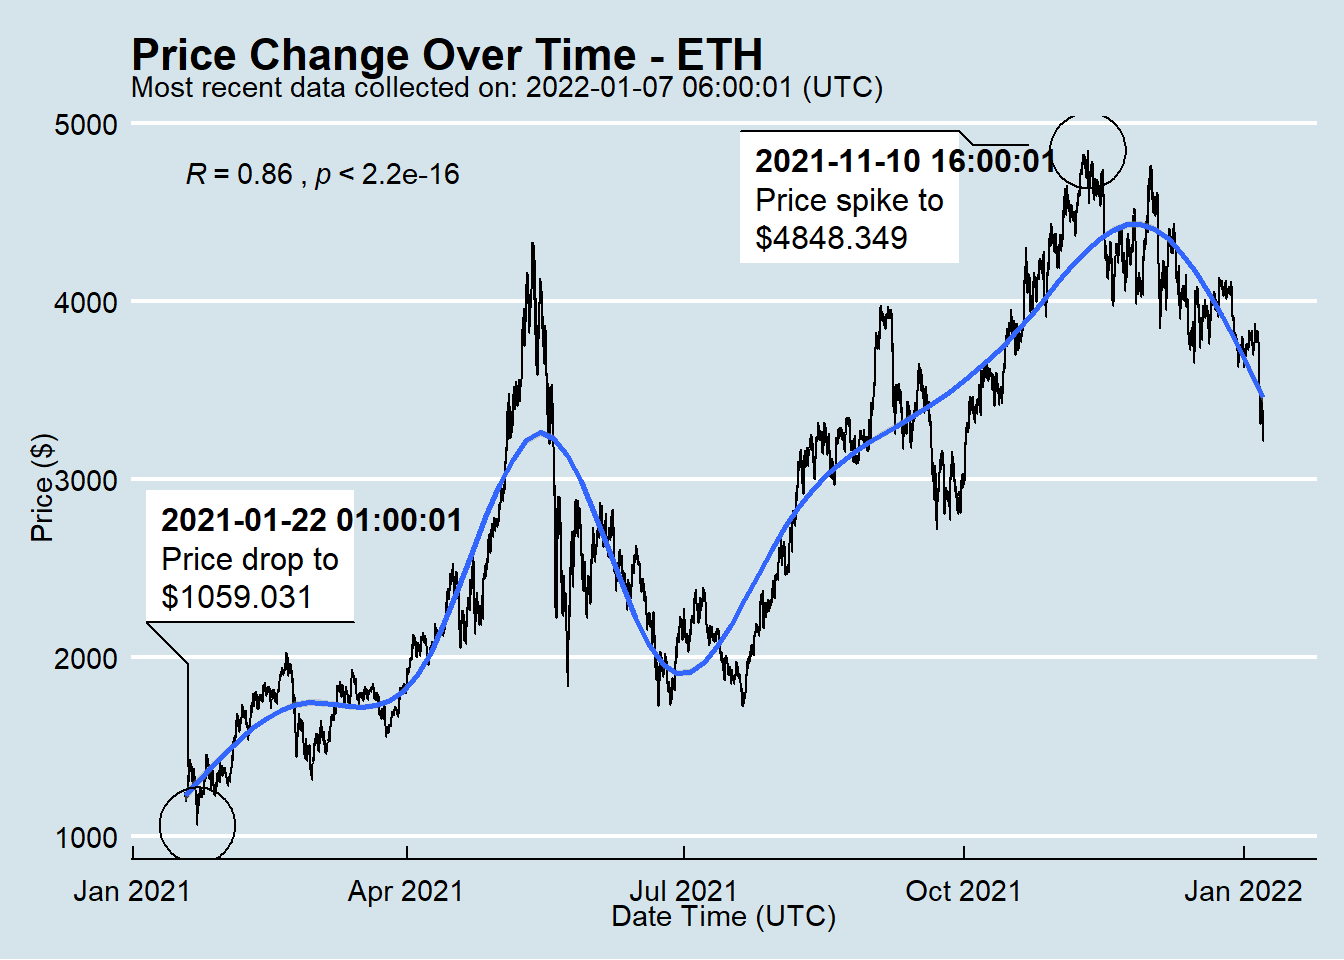 Price Change Over Time - ETH
Most recent data collected on: 2022-01-07 06:00:01 (UTC)
5000
4000
3000
2000
1000
Price ($)
R = 0.86 , p < 2.2e-16
2021-11-10 16:00:01
Price spike to
$4848.349
2021-01-22 01:00:01
Price drop to
$1059.031
Jan 2021 Apr 2021 Jul 2021 Oct 2021 Jan 2022
Date Time (UTC)